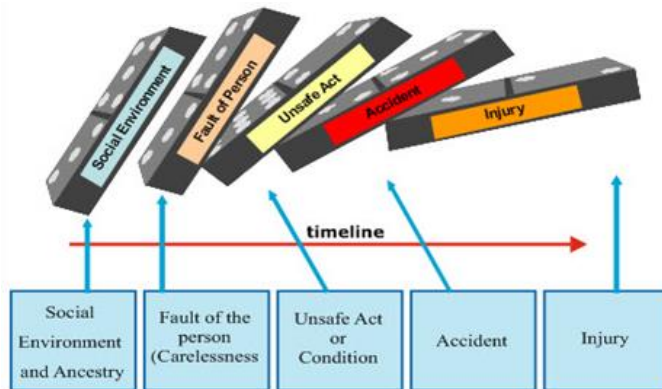 Social Environment
Fault of Person
Unsafe Act
Accident
Injury
timeline
Social
Environment
and Ancestry
Fault of the
person
(Carelessness
Unsafe Act
or
Condition
Accident
Injury